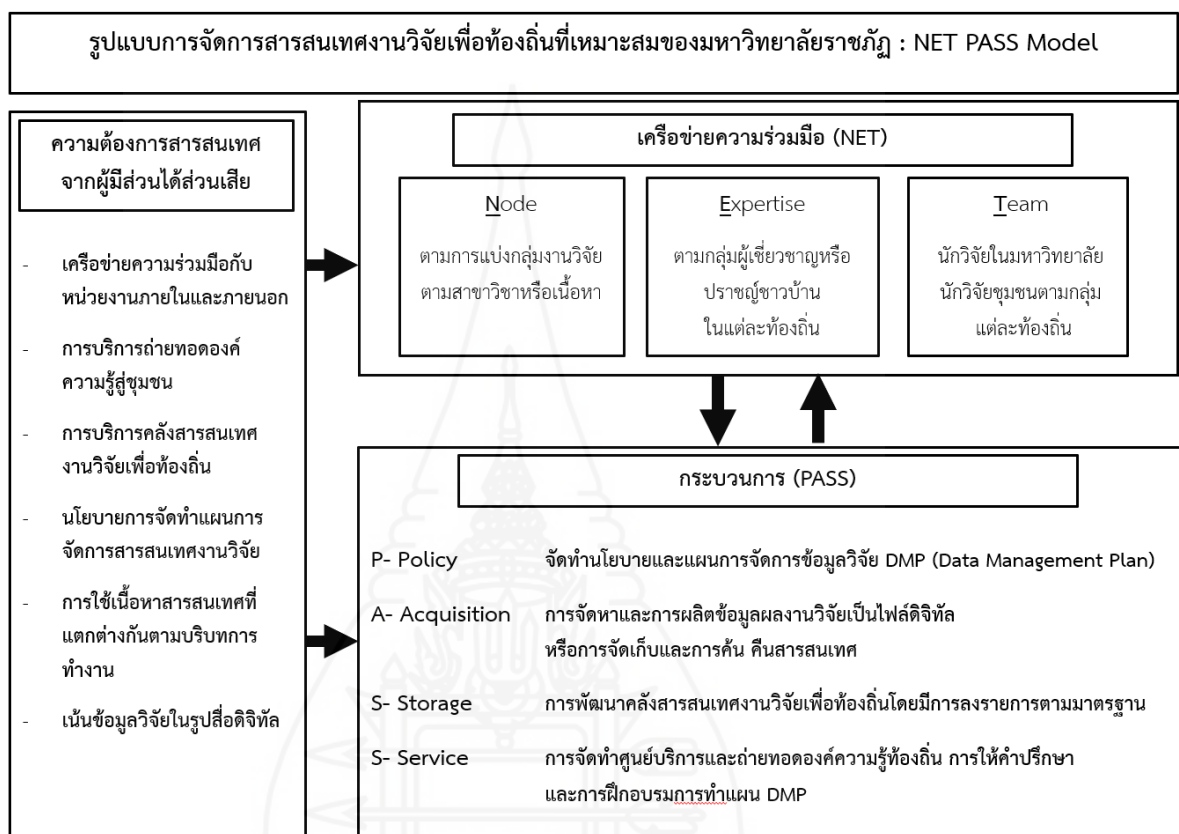 รูปแบบการจัดการสารสนเทศงานวิจัยเพื่อท้องถิ่นที่เหมาะสมของมหาวิทยาลัยราชภัฏ : NET PASS Model
ความต้องการสารสนเทศ
จากผู้มีส่วนได้ส่วนเสีย
- เครือข่ายความร่วมมือกับ
หน่วยงานภายในและภายนอก
- การบริการถ่ายทอดองค์
ความรู้สู่ชุมชน
- การบริการคลังสารสนเทศ
งานวิจัยเพื่อท้องถิ่น
- นโยบายการจัดทำแผนการ
จัดการสารสนเทศงานวิจัย
- การใช้เนื้อหาสารสนเทศที่
แตกต่างกันตามบริบทการ
ทำงาน
- เน้นข้อมูลวิจัยในรูปสื่อดิจิทัล
เครือข่ายความร่วมมือ (NET)
Node
ตามการแบ่งกลุ่มงานวิจัย
ตามสาขาวิชาหรือเนื้อหา
Expertise
ตามกลุ่มผู้เชี่ยวชาญหรือ
ปราชญ์ชาวบ้าน
ในแต่ละท้องถิ่น
Team
นักวิจัยในมหาวิทยาลัย
นักวิจัยชุมชนตามกลุ่ม
แต่ละท้องถิ่น
กระบวนการ (PASS)
P- Policy จัดทำนโยบายและแผนการจัดการข้อมูลวิจัย DMP (Data Management Plan)
A- Acquisition การจัดหาและการผลิตข้อมูลผลงานวิจัยเป็นไฟล์ดิจิทัล
หรือการจัดเก็บและการค้น คืนสารสนเทศ
S- Storage การพัฒนาคลังสารสนเทศงานวิจัยเพื่อท้องถิ่นโดยมีการลงรายการตามมาตรฐาน
S- Service การจัดทำศูนย์บริการและถ่ายทอดองค์ความรู้ท้องถิ่น การให้คำปรึกษา
และการฝึกอบรมการทำแผน DMP